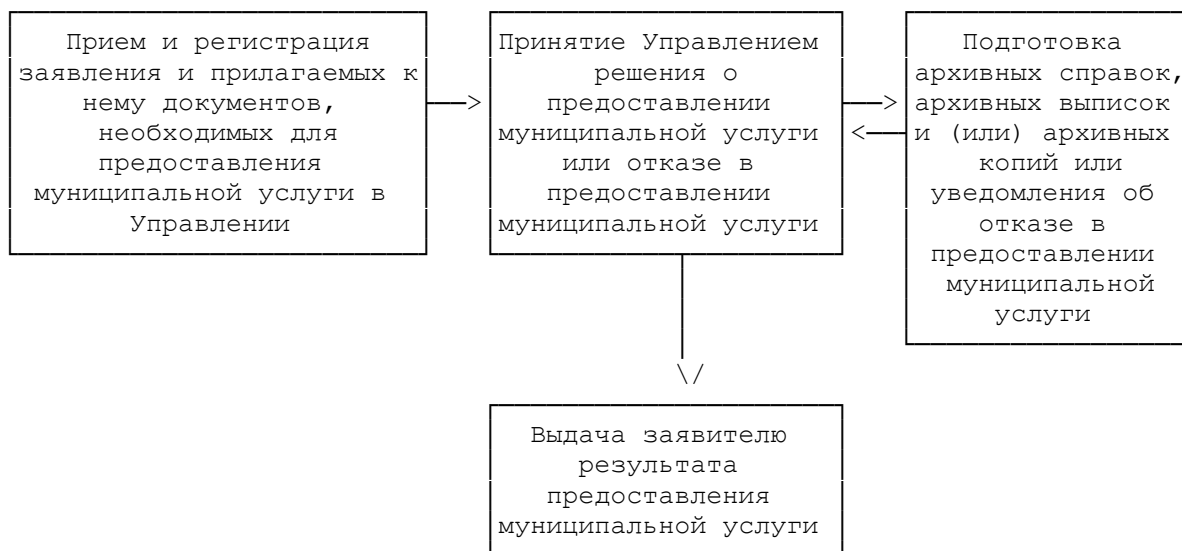 Прием и регистрация
заявления и прилагаемых к
нему документов,
необходимых для
предоставления
муниципальной услуги в
Управлении
Принятие Управлением
решения о
предоставлении
муниципальной услуги
или отказе в
предоставлении
муниципальной услуги
Подготовка
архивных справок,
архивных выписок
и (или) архивных
копий или
уведомления об
отказе в
предоставлении
муниципальной
услуги
Выдача заявителю
результата
предоставления
муниципальной услуги